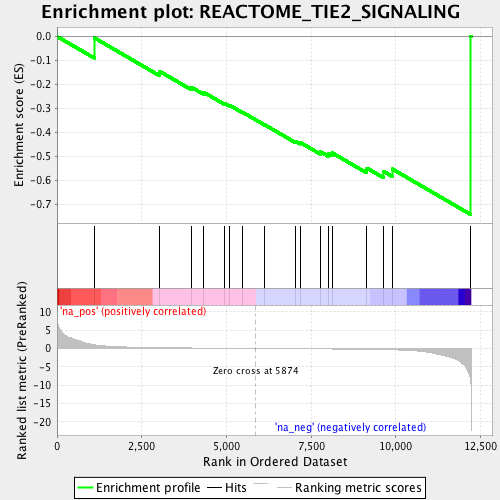 Enrichment plot: REACTOME_TIE2_SIGNALING
Enrichment score (ES)
0.0
-0.1
-0.2
-0.3
-0.4
-0.5
-0.6
-0.7
'na_pos' (positively correlated)
Ranked list metric (PreRanked)
10
5
0
-5
-10
-15
-20
Zero cross at 5874
'na_neg' (negatively correlated)
0
2,500
5,000
7,500
10,000
12,500
Rank in Ordered Dataset
Enrichment profile
Hits
Ranking metric scores